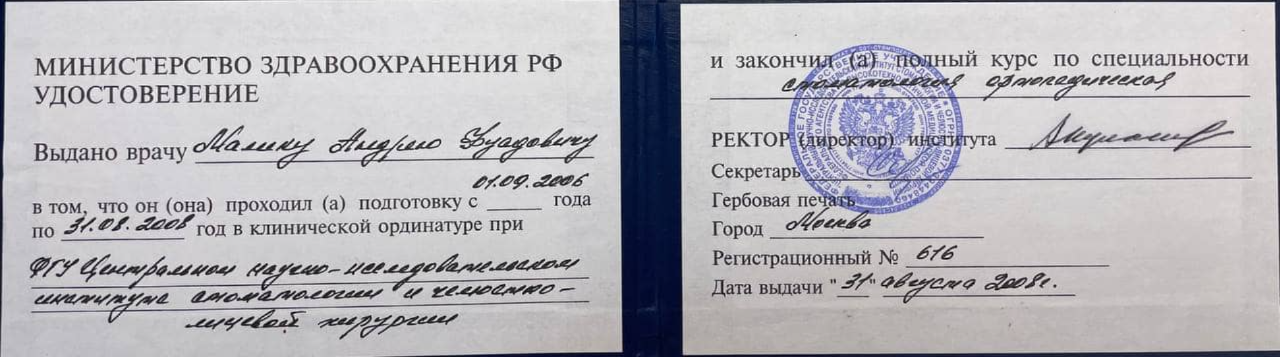 МИНИСТЕРСТВО ЗДРАВООХРАНЕНИЯ РФ
УДОСТОВЕРЕНИЕ
Выдано врачу Малику Андрею Фуадовичу
01.09.2006
в том, что он (она) проходил (а) подготовку с ____ года
по 31.08.2008 год в клинической ординатуре при
ФГУ Центральном научно-исследовательском
институте стоматологии и челюстно-
лицевой хирургии
и закончил (а) полный курс по специальности
стоматология ортопедическая
РЕКТОР (директор) института
Секретарь
Гербовая печать
Город Москва
Регистрационный № 616
Дата выдачи "31" августа 2008г.